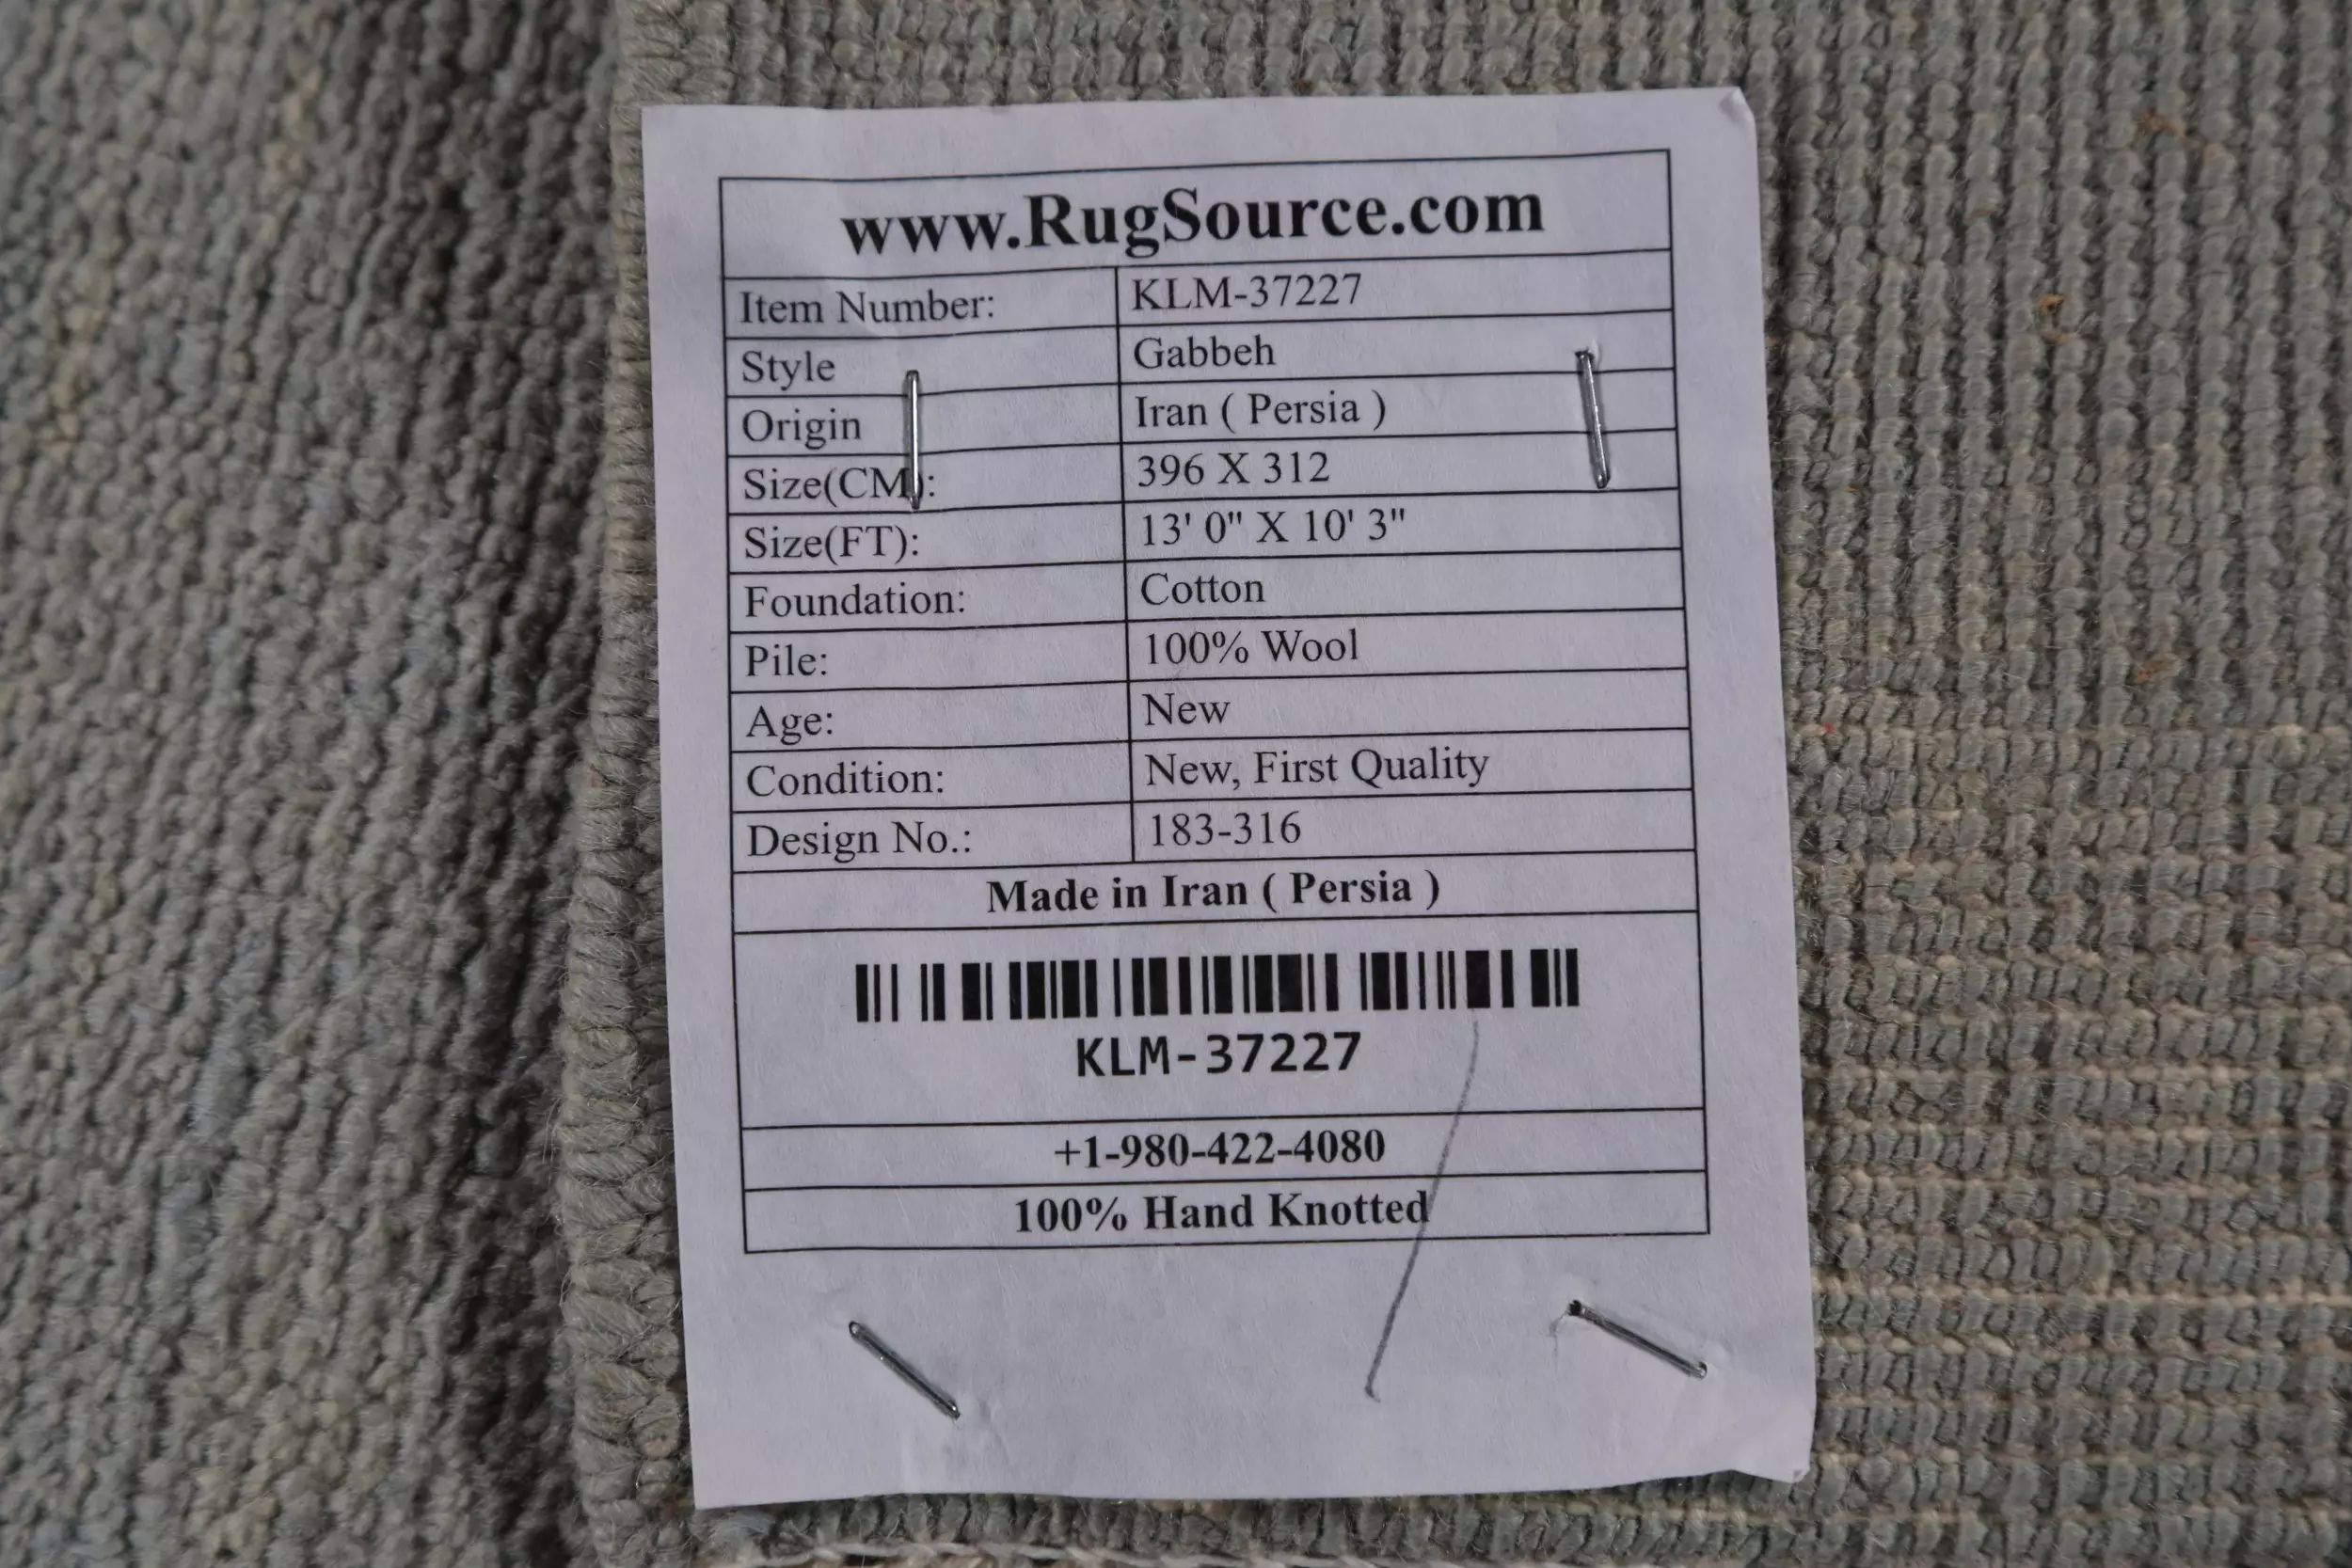 www.RugSource.com
Item Number: KLM-37227
Style Gabbeh
Origin Iran ( Persia )
Size(CM): 396 X 312
Size(FT): 13' 0" X 10' 3"
Foundation: Cotton
Pile: 100% Wool
Age: New
Condition: New, First Quality
Design No.: 183-316
Made in Iran ( Persia )
KLM-37227
+1-980-422-4080
100% Hand Knotted